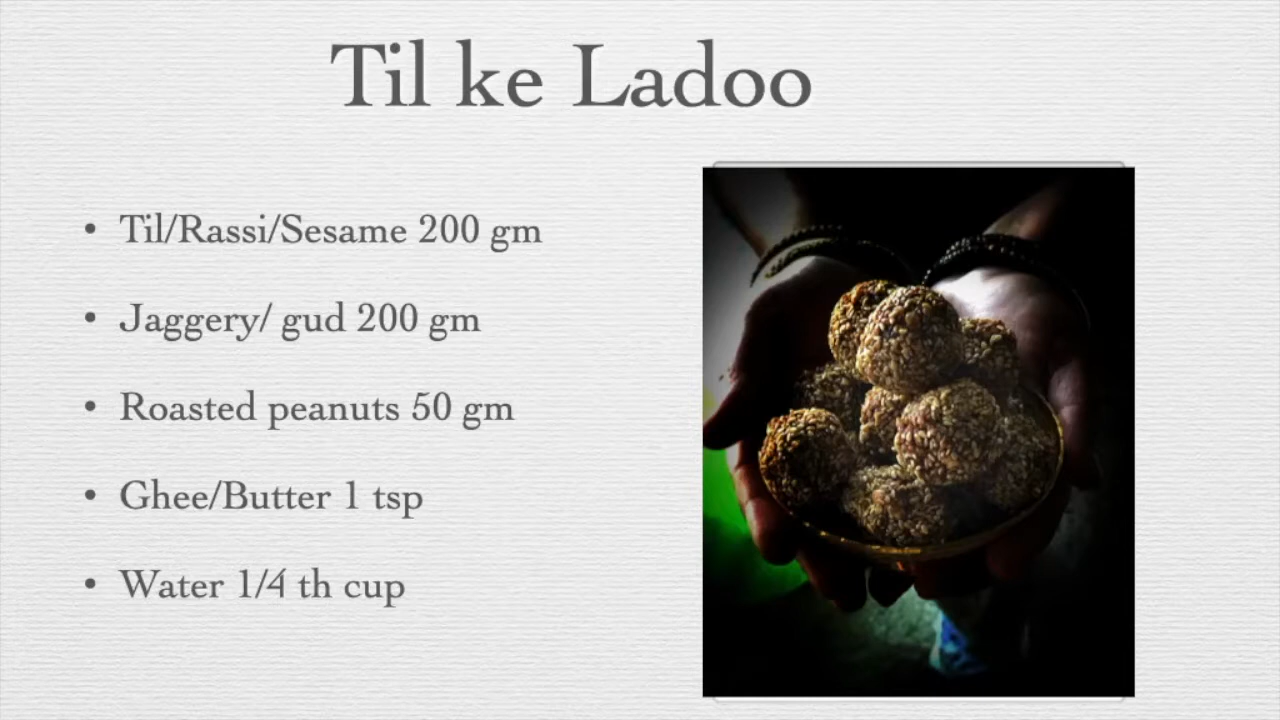 Til ke Ladoo
• Til/Rassi/Sesame 200 gm
• Jaggery/ gud 200 gm
• Roasted peanuts 50 gm
• Ghee/Butter 1 tsp
• Water 1/4 th cup